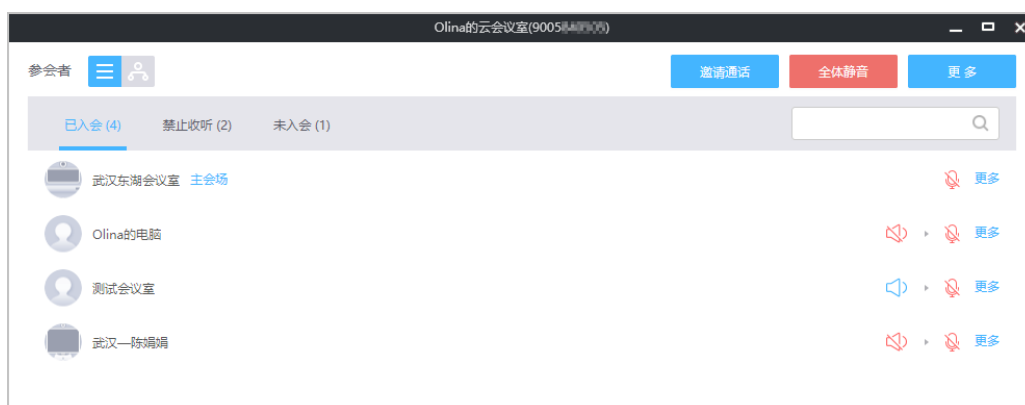 Olina的云会议室(9005
参会者 邀请通话 全体静音 更多
已入会 (4) 禁止收听 (2) 未入会 (1)
武汉东湖会议室 主会场 更多
Olina的电脑 更多
测试会议室 更多
武汉—陈娟娟 更多